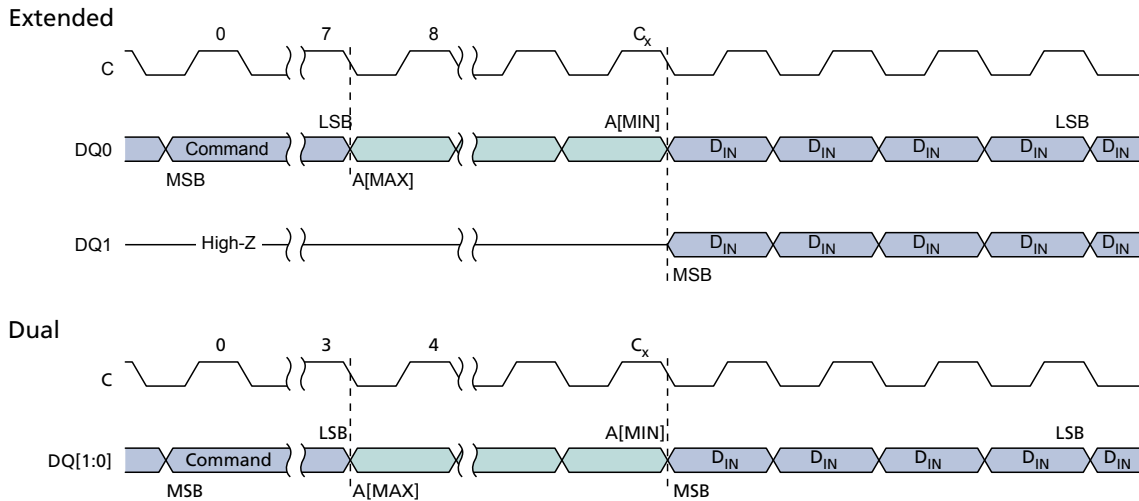 Extended
0 7 8 Cx
C
LSB A[MIN] LSB
DQ0 Command DIN DIN DIN DIN DIN
MSB A[MAX]
DQ1 High-Z DIN DIN DIN DIN DIN
MSB
Dual
0 3 4 Cx
C
LSB A[MIN] LSB
DQ[1:0] Command DIN DIN DIN DIN DIN
MSB A[MAX] MSB